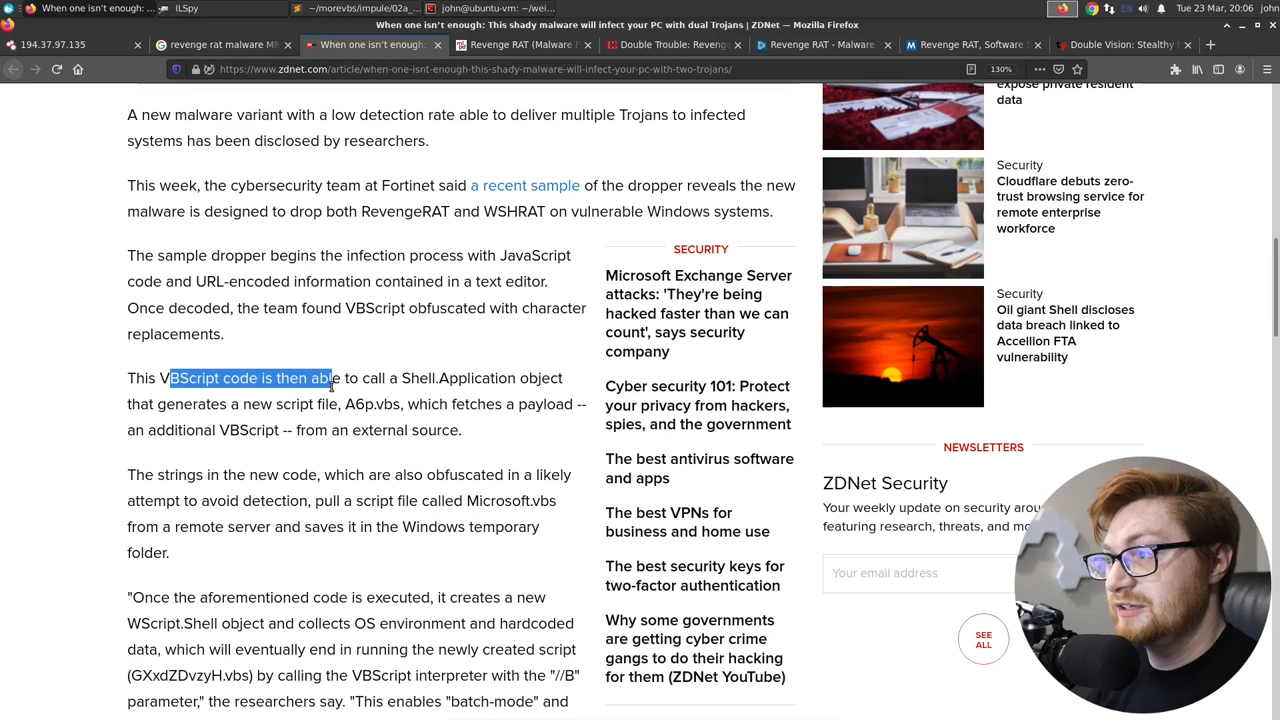 When one isn't enough:
ILSpy
~/morevbs/impule/02a_...
john@ubuntu-vm: ~/wei...
EN
Tue 23 Mar, 20:06 john
When one isn't enough: This shady malware will infect your PC with dual Trojans | ZDNet — Mozilla Firefox
194.37.97.135
revenge rat malware MI
When one isn't enough:
Revenge RAT (Malware F
Double Trouble: Reveng
Revenge RAT - Malware
Revenge RAT, Software S
Double Vision: Stealthy I
https://www.zdnet.com/article/when-one-isnt-enough-this-shady-malware-will-infect-your-pc-with-two-trojans/
130%
A new malware variant with a low detection rate able to deliver multiple Trojans to infected
systems has been disclosed by researchers.
This week, the cybersecurity team at Fortinet said a recent sample of the dropper reveals the new
malware is designed to drop both RevengeRAT and WSHRAT on vulnerable Windows systems.
The sample dropper begins the infection process with JavaScript
code and URL-encoded information contained in a text editor.
Once decoded, the team found VBScript obfuscated with character
replacements.
This VBScript code is then able to call a Shell.Application object
that generates a new script file, A6p.vbs, which fetches a payload --
an additional VBScript -- from an external source.
The strings in the new code, which are also obfuscated in a likely
attempt to avoid detection, pull a script file called Microsoft.vbs
from a remote server and saves it in the Windows temporary
folder.
"Once the aforementioned code is executed, it creates a new
WScript.Shell object and collects OS environment and hardcoded
data, which will eventually end in running the newly created script
(GXxdZDvzyH.vbs) by calling the VBScript interpreter with the "//B"
parameter," the researchers say. "This enables "batch-mode" and
SECURITY
Microsoft Exchange Server
attacks: 'They're being
hacked faster than we can
count', says security
company
Cyber security 101: Protect
your privacy from hackers,
spies, and the government
The best antivirus software
and apps
The best VPNs for
business and home use
The best security keys for
two-factor authentication
Why some governments
are getting cyber crime
gangs to do their hacking
for them (ZDNet YouTube)
expose private resident
data
Security
Cloudflare debuts zero-
trust browsing service for
remote enterprise
workforce
Security
Oil giant Shell discloses
data breach linked to
Accellion FTA
vulnerability
NEWSLETTERS
ZDNet Security
Your weekly update on security arou
featuring research, threats, and mo
Your email address
SEE
ALL